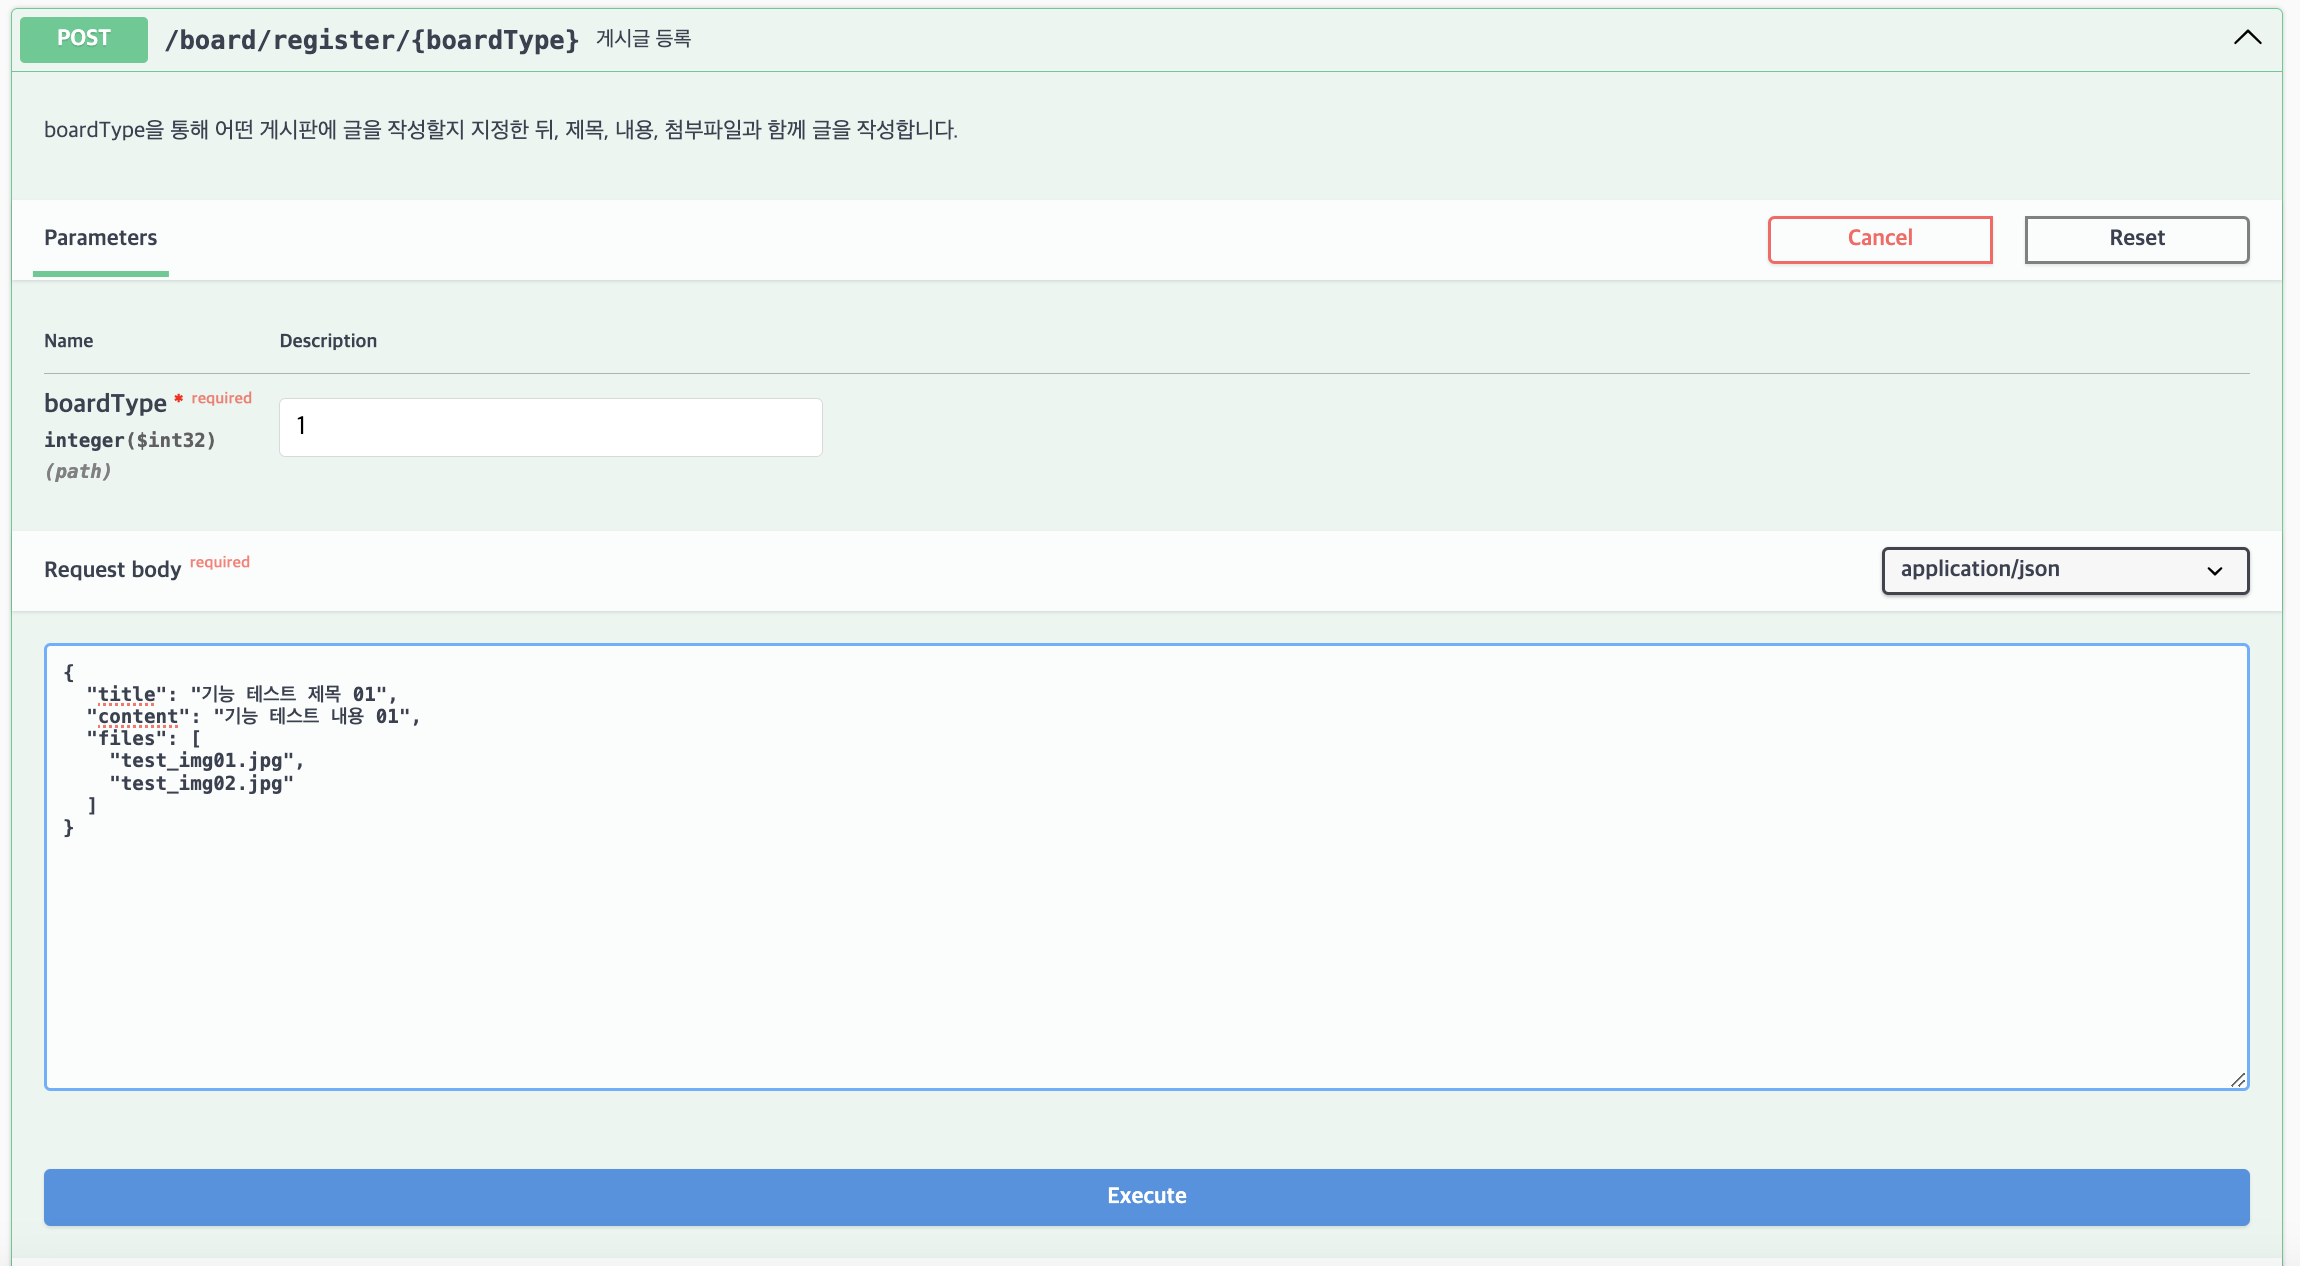 POST /board/register/{boardType} 게시글 등록
boardType을 통해 어떤 게시판에 글을 작성할지 지정한 뒤, 제목, 내용, 첨부파일과 함께 글을 작성합니다.
Parameters Cancel Reset
Name Description
boardType * required
1
integer($int32)
(path)
Request body required application/json
{
"title": "기능 테스트 제목 01",
"content": "기능 테스트 내용 01",
"files": [
"test_img01.jpg",
"test_img02.jpg"
]
}
Execute